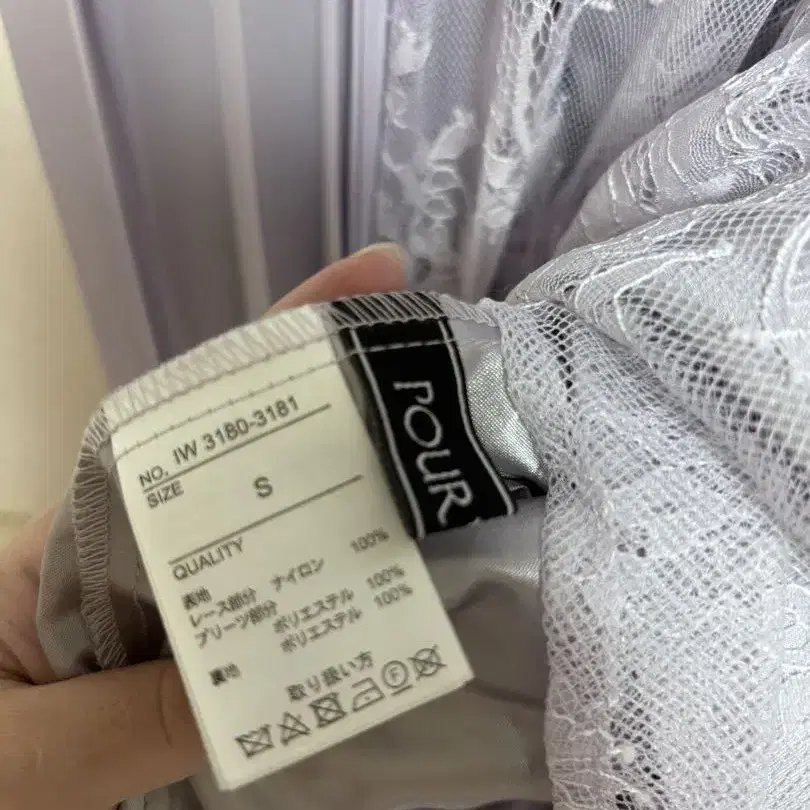 NO. IW 3180-3181
SIZE S
QUALITY
裏地
レース部分 ナイロン 100%
プリーツ部分 ポリエステル 100%
裏地 ポリエステル 100%
取り扱い方
POUR